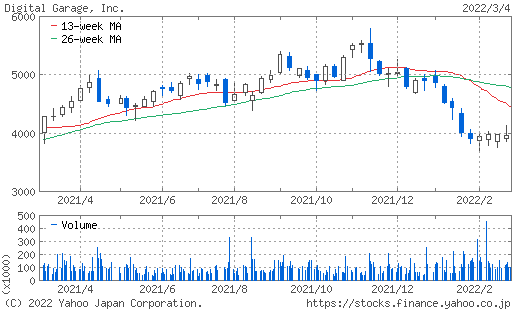 Digital Garage, Inc. 2022/3/4
6000
13-week MA
26-week MA
5000
4000
3000
2021/4 2021/6 2021/8 2021/10 2021/12 2022/2
500
Volume
400
300
200
100
0
(x1000)
2021/4 2021/6 2021/8 2021/10 2021/12 2022/2
(C) 2022 Yahoo Japan Corporation. https://stocks.finance.yahoo.co.jp